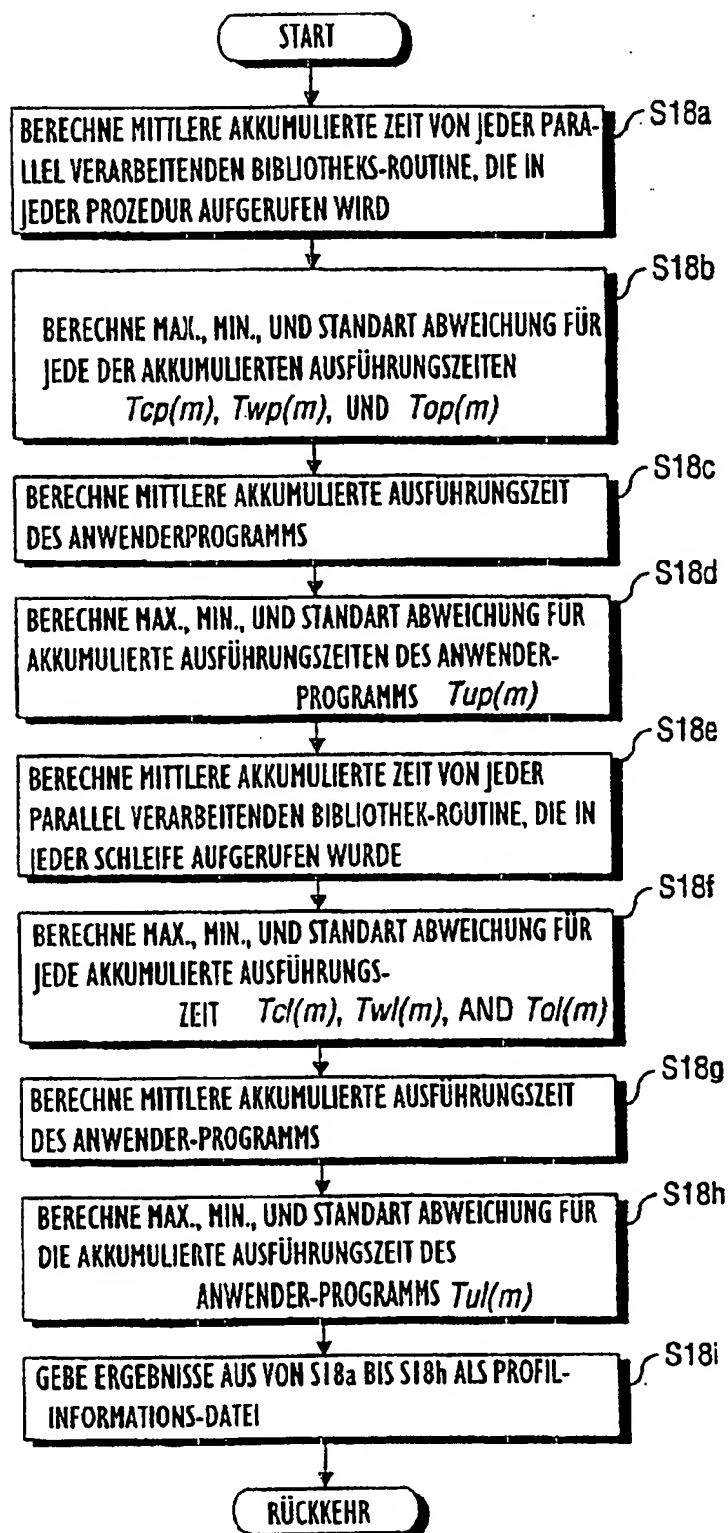 START
S18a
BERECHNE MITTLERE AKKUMULIERTE ZEIT VON JEDER PARA-
LLEL VERARBEITENDEN BIBLIOTHEKS-ROUTINE, DIE IN
JEDER PROZEDUR AUFGERUFEN WIRD
S18b
BERECHNE MAX., MIN., UND STANDART ABWEICHUNG FÜR
JEDE DER AKKUMULIERTEN AUSFÜHRUNGSZEITEN
Tcp(m), Twp(m), UND Top(m)
S18c
BERECHNE MITTLERE AKKUMULIERTE AUSFÜHRUNGSZEIT
DES ANWENDERPROGRAMMS
S18d
BERECHNE MAX., MIN., UND STANDART ABWEICHUNG FÜR
AKKUMULIERTE AUSFÜHRUNGSZEITEN DES ANWENDER-
PROGRAMMS Tup(m)
S18e
BERECHNE MITTLERE AKKUMULIERTE ZEIT VON JEDER
PARALLEL VERARBEITENDEN BIBLIOTHEK-ROUTINE, DIE IN
JEDER SCHLEIFE AUFGERUFEN WURDE
S18f
BERECHNE MAX., MIN., UND STANDART ABWEICHUNG FÜR
JEDE AKKUMULIERTE AUSFÜHRUNGS-
ZEIT Tcl(m), Twl(m), AND Tol(m)
S18g
BERECHNE MITTLERE AKKUMULIERTE AUSFÜHRUNGSZEIT
DES ANWENDER-PROGRAMMS
S18h
BERECHNE MAX., MIN., UND STANDART ABWEICHUNG FÜR
DIE AKKUMULIERTE AUSFÜHRUNGSZEIT DES
ANWENDER-PROGRAMMS Tul(m)
S18i
GEBE ERGEBNISSE AUS VON S18a BIS S18h ALS PROFIL-
INFORMATIONS-DATEI
RÜCKKEHR